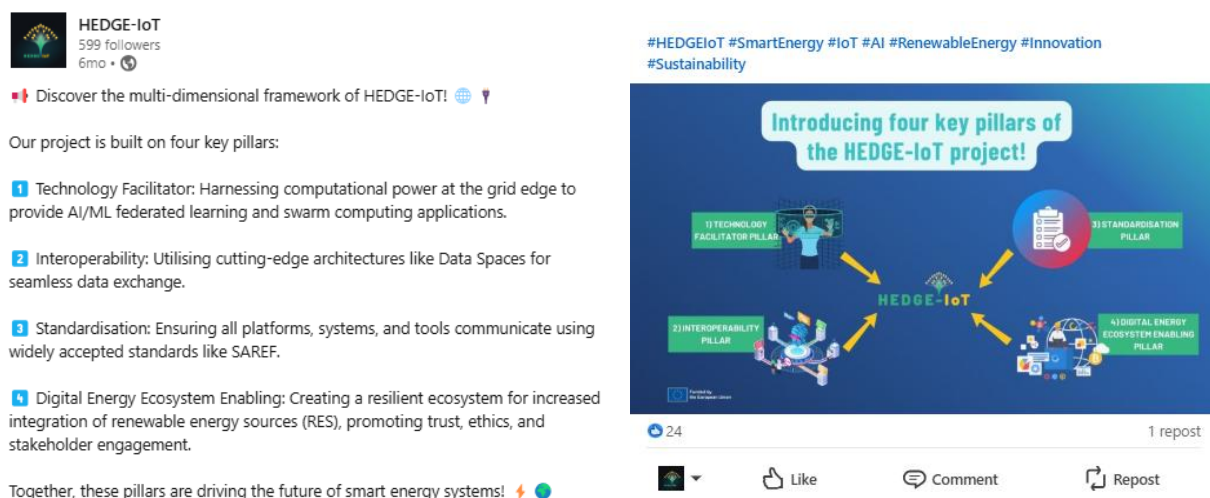 HEDGE-IoT
599 followers
6mo •
Discover the multi-dimensional framework of HEDGE-IoT!
Our project is built on four key pillars:
1 Technology Facilitator: Harnessing computational power at the grid edge to
provide AI/ML federated learning and swarm computing applications.
2 Interoperability: Utilising cutting-edge architectures like Data Spaces for
seamless data exchange.
3 Standardisation: Ensuring all platforms, systems, and tools communicate using
widely accepted standards like SAREF.
4 Digital Energy Ecosystem Enabling: Creating a resilient ecosystem for increased
integration of renewable energy sources (RES), promoting trust, ethics, and
stakeholder engagement.
Together, these pillars are driving the future of smart energy systems!
#HEDGEIoT #SmartEnergy #IoT #AI #RenewableEnergy #Innovation
#Sustainability
Introducing four key pillars of
the HEDGE-IoT project!
1) TECHNOLOGY
FACILITATOR PILLAR
3) STANDARDISATION
PILLAR
HEDGE-IoT
2) INTEROPERABILITY
PILLAR
4) DIGITAL ENERGY
ECOSYSTEM ENABLING
PILLAR
Funded by
the European Union
24
1 repost
Like
Comment
Repost